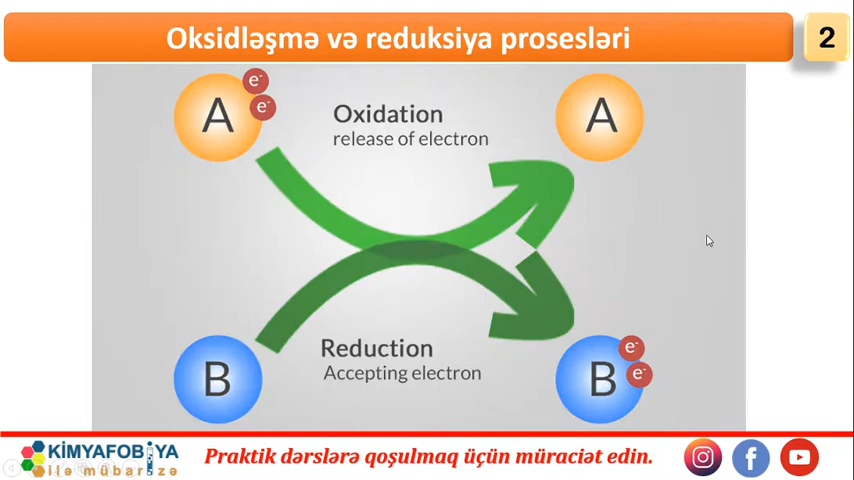 Oksidləşmə və reduksiya prosesləri
2
A
e-
e-
Oxidation
release of electron
A
B
Reduction
Accepting electron
B
e-
e-
KİMYAFOBİYA
ilə mübarizə
Praktik dərslərə qoşulmaq üçün müraciət edin.